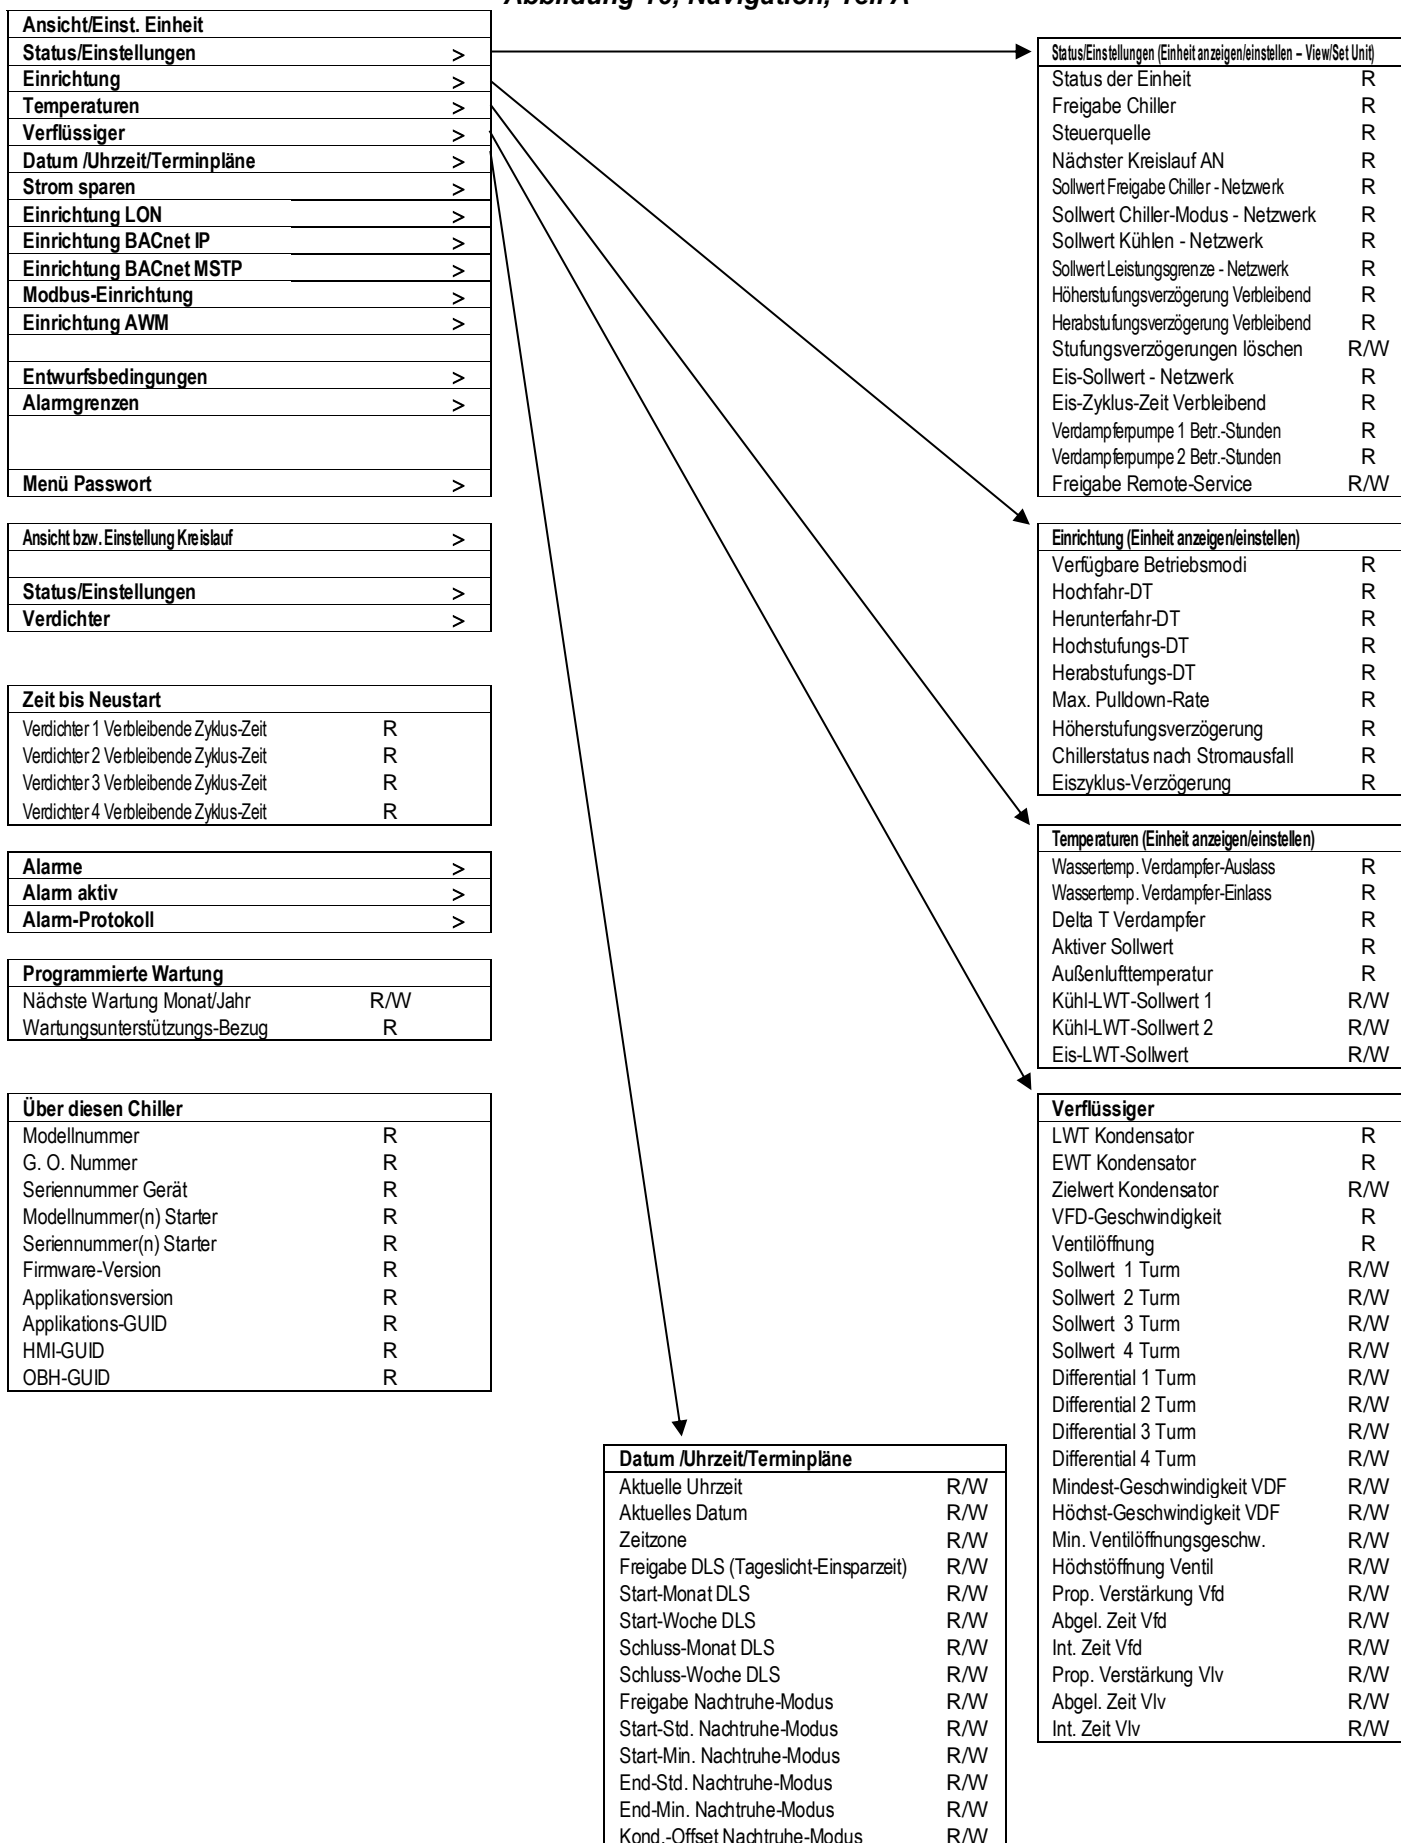 Abbildung 16, Navigation, Teil A
Ansicht/Einst. Einheit
Status/Einstellungen >
Einrichtung >
Temperaturen >
Verflüssiger >
Datum /Uhrzeit/Terminpläne >
Strom sparen >
Einrichtung LON >
Einrichtung BACnet IP >
Einrichtung BACnet MSTP >
Modbus-Einrichtung >
Einrichtung AWM >
Entwurfsbedingungen >
Alarmgrenzen >
Menü Passwort >
Ansicht bzw. Einstellung Kreislauf >
Status/Einstellungen >
Verdichter >
Zeit bis Neustart
Verdichter 1 Verbleibende Zyklus-Zeit R
Verdichter 2 Verbleibende Zyklus-Zeit R
Verdichter 3 Verbleibende Zyklus-Zeit R
Verdichter 4 Verbleibende Zyklus-Zeit R
Alarme >
Alarm aktiv >
Alarm-Protokoll >
Programmierte Wartung
Nächste Wartung Monat/Jahr R/W
Wartungsunterstützungs-Bezug R
Über diesen Chiller
Modellnummer R
G. O. Nummer R
Seriennummer Gerät R
Modellnummer(n) Starter R
Seriennummer(n) Starter R
Firmware-Version R
Applikationsversion R
Applikations-GUID R
HMI-GUID R
OBH-GUID R
Status/Einstellungen (Einheit anzeigen/einstellen – View/Set Unit)
Status der Einheit R
Freigabe Chiller R
Steuerquelle R
Nächster Kreislauf AN R
Sollwert Freigabe Chiller - Netzwerk R
Sollwert Chiller-Modus - Netzwerk R
Sollwert Kühlen - Netzwerk R
Sollwert Leistungsgrenze - Netzwerk R
Höherstufungsverzögerung Verbleibend R
Herabstufungsverzögerung Verbleibend R
Stufungsverzögerungen löschen R/W
Eis-Sollwert - Netzwerk R
Eis-Zyklus-Zeit Verbleibend R
Verdampferpumpe 1 Betr.-Stunden R
Verdampferpumpe 2 Betr.-Stunden R
Freigabe Remote-Service R/W
Einrichtung (Einheit anzeigen/einstellen)
Verfügbare Betriebsmodi R
Hochfahr-DT R
Herunterfahr-DT R
Hochstufungs-DT R
Herabstufungs-DT R
Max. Pulldown-Rate R
Höherstufungsverzögerung R
Chillerstatus nach Stromausfall R
Eiszyklus-Verzögerung R
Temperaturen (Einheit anzeigen/einstellen)
Wassertemp. Verdampfer-Auslass R
Wassertemp. Verdampfer-Einlass R
Delta T Verdampfer R
Aktiver Sollwert R
Außenlufttemperatur R
Kühl-LWT-Sollwert 1 R/W
Kühl-LWT-Sollwert 2 R/W
Eis-LWT-Sollwert R/W
Verflüssiger
LWT Kondensator R
EWT Kondensator R
Zielwert Kondensator R/W
VFD-Geschwindigkeit R
Ventilöffnung R
Sollwert 1 Turm R/W
Sollwert 2 Turm R/W
Sollwert 3 Turm R/W
Sollwert 4 Turm R/W
Differential 1 Turm R/W
Differential 2 Turm R/W
Differential 3 Turm R/W
Differential 4 Turm R/W
Mindest-Geschwindigkeit VDF R/W
Höchst-Geschwindigkeit VDF R/W
Min. Ventilöffnungsgeschw. R/W
Höchstöffnung Ventil R/W
Prop. Verstärkung Vfd R/W
Abgel. Zeit Vfd R/W
Int. Zeit Vfd R/W
Prop. Verstärkung Vlv R/W
Abgel. Zeit Vlv R/W
Int. Zeit Vlv R/W
Datum /Uhrzeit/Terminpläne
Aktuelle Uhrzeit R/W
Aktuelles Datum R/W
Zeitzone R/W
Freigabe DLS (Tageslicht-Einsparzeit) R/W
Start-Monat DLS R/W
Start-Woche DLS R/W
Schluss-Monat DLS R/W
Schluss-Woche DLS R/W
Freigabe Nachtruhe-Modus R/W
Start-Std. Nachtruhe-Modus R/W
Start-Min. Nachtruhe-Modus R/W
End-Std. Nachtruhe-Modus R/W
End-Min. Nachtruhe-Modus R/W
Kond.-Offset Nachtruhe-Modus R/W